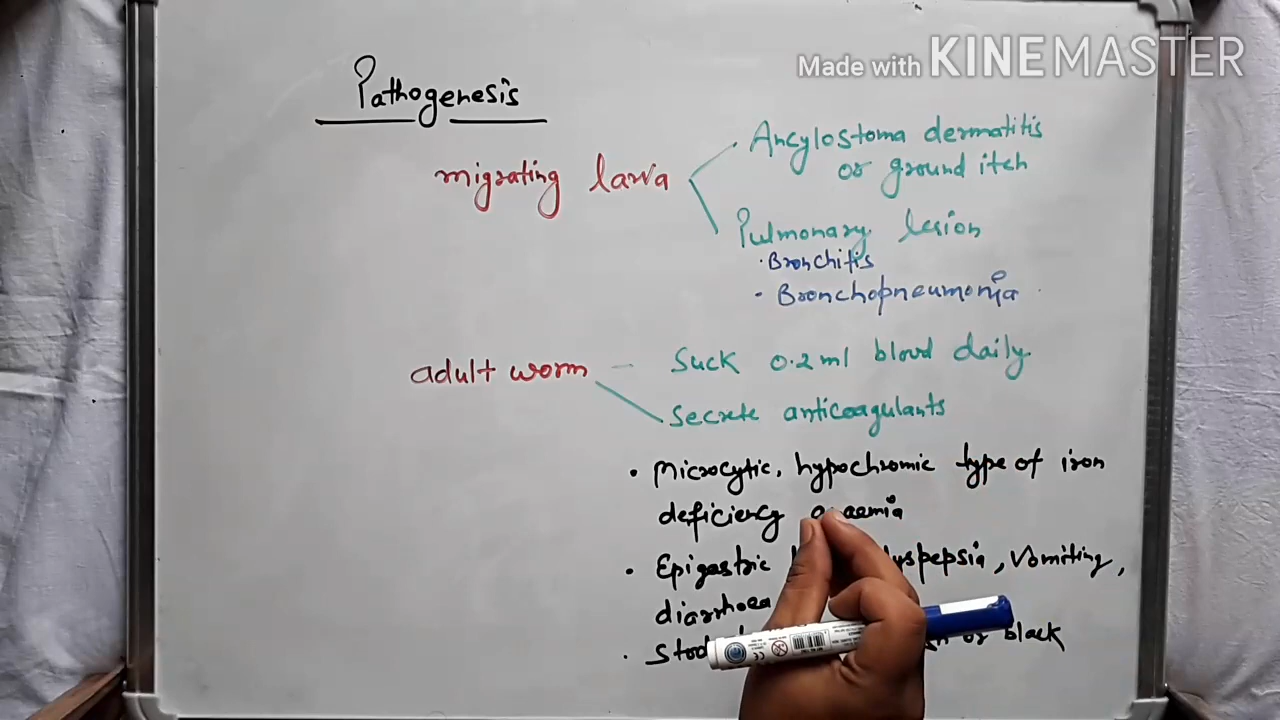 Made with KINEMASTER
Pathogenesis
migrating larva
Ancylostoma dermatitis
or ground itch
Pulmonary lesion
· Bronchitis
· Bronchopneumonia
adult worm – Suck 0.2 ml blood daily
Secrete anticoagulants
· Microcytic, hypochromic type of iron
deficiency
· Epigastric dyspepsia, Vomiting,
diarrhoea
· or black